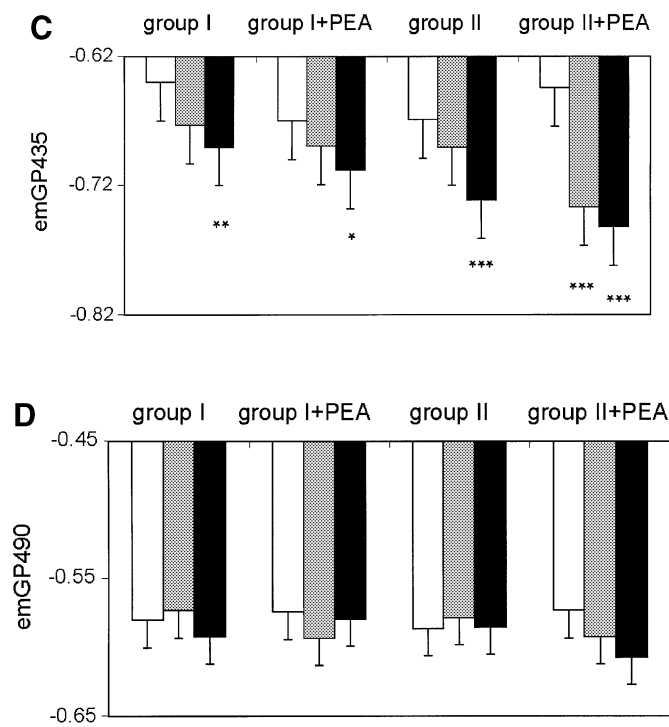 C
group I group I+PEA group II group II+PEA
-0.62
emGP435
-0.72
**
*
***
***
***
-0.82
D
group I group I+PEA group II group II+PEA
-0.45
emGP490
-0.55
-0.65